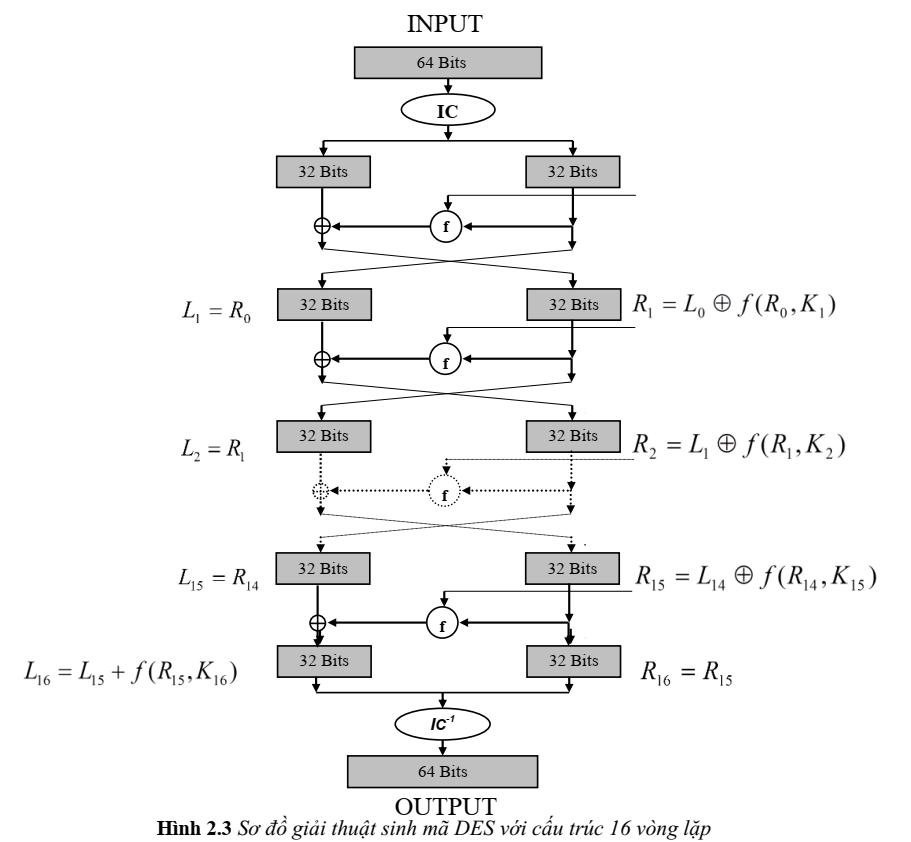 INPUT
64 Bits
IC
32 Bits 32 Bits
f
L₁ = R₀ 32 Bits 32 Bits R₁ = L₀ ⊕ f(R₀, K₁)
f
L₂ = R₁ 32 Bits 32 Bits R₂ = L₁ ⊕ f(R₁, K₂)
f
L₁₅ = R₁₄ 32 Bits 32 Bits R₁₅ = L₁₄ ⊕ f(R₁₄, K₁₅)
f
L₁₆ = L₁₅ + f(R₁₅, K₁₆) 32 Bits 32 Bits R₁₆ = R₁₅
IC⁻¹
64 Bits
OUTPUT
Hình 2.3 Sơ đồ giải thuật sinh mã DES với cấu trúc 16 vòng lặp